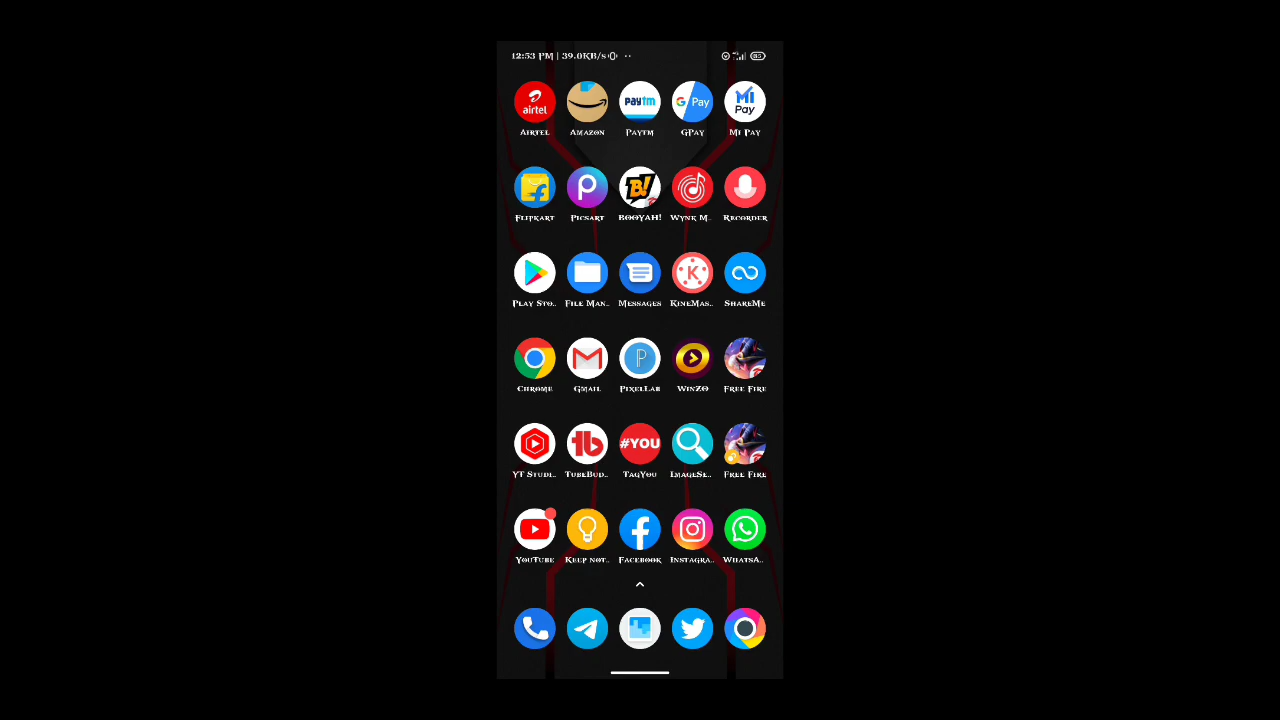 12:53 PM | 39.0KB/s
airtel
paytm
G Pay
Mi Pay
Airtel Amazon Paytm GPay Mi Pay
B!
Flipkart Picsart BOOYAH! Wynk M.. Recorder
K
Play Sto.. File Man.. Messages KineMas.. ShareMe
P
Chrome Gmail PixelLab WinZO Free Fire
tb
#YOU
YT Studi.. TubeBud.. TagYou ImageSe.. Free Fire
YouTube Keep not.. Facebook Instagra.. WhatsA..